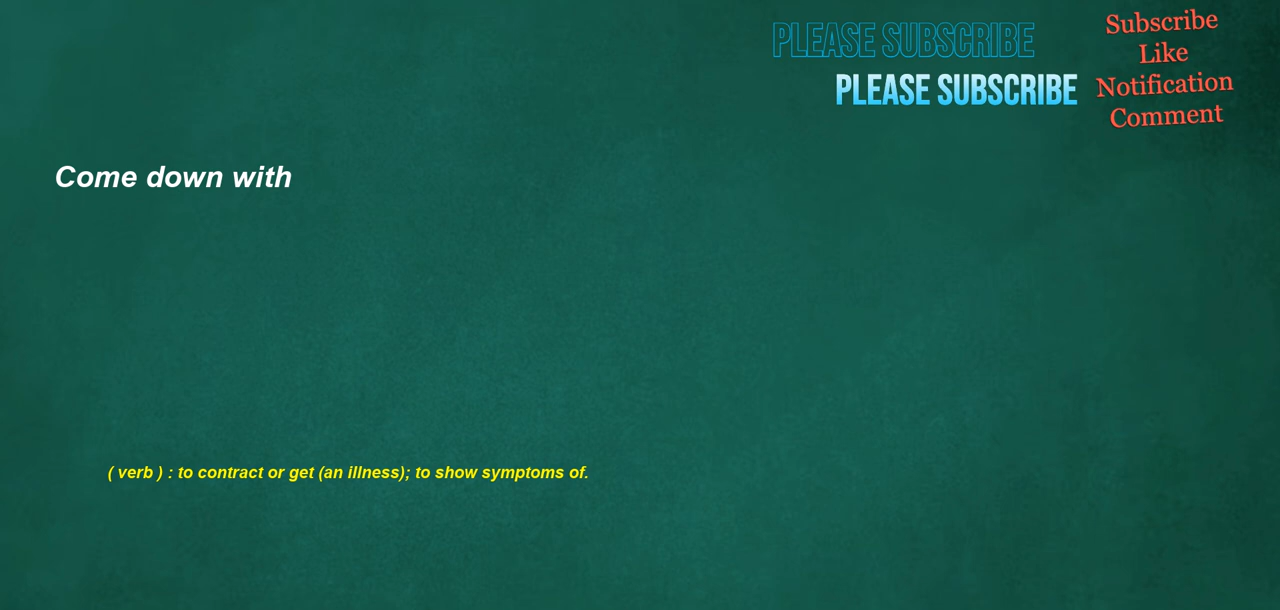 PLEASE SUBSCRIBE
PLEASE SUBSCRIBE
Subscribe
Like
Notification
Comment
Come down with
( verb ) : to contract or get (an illness); to show symptoms of.